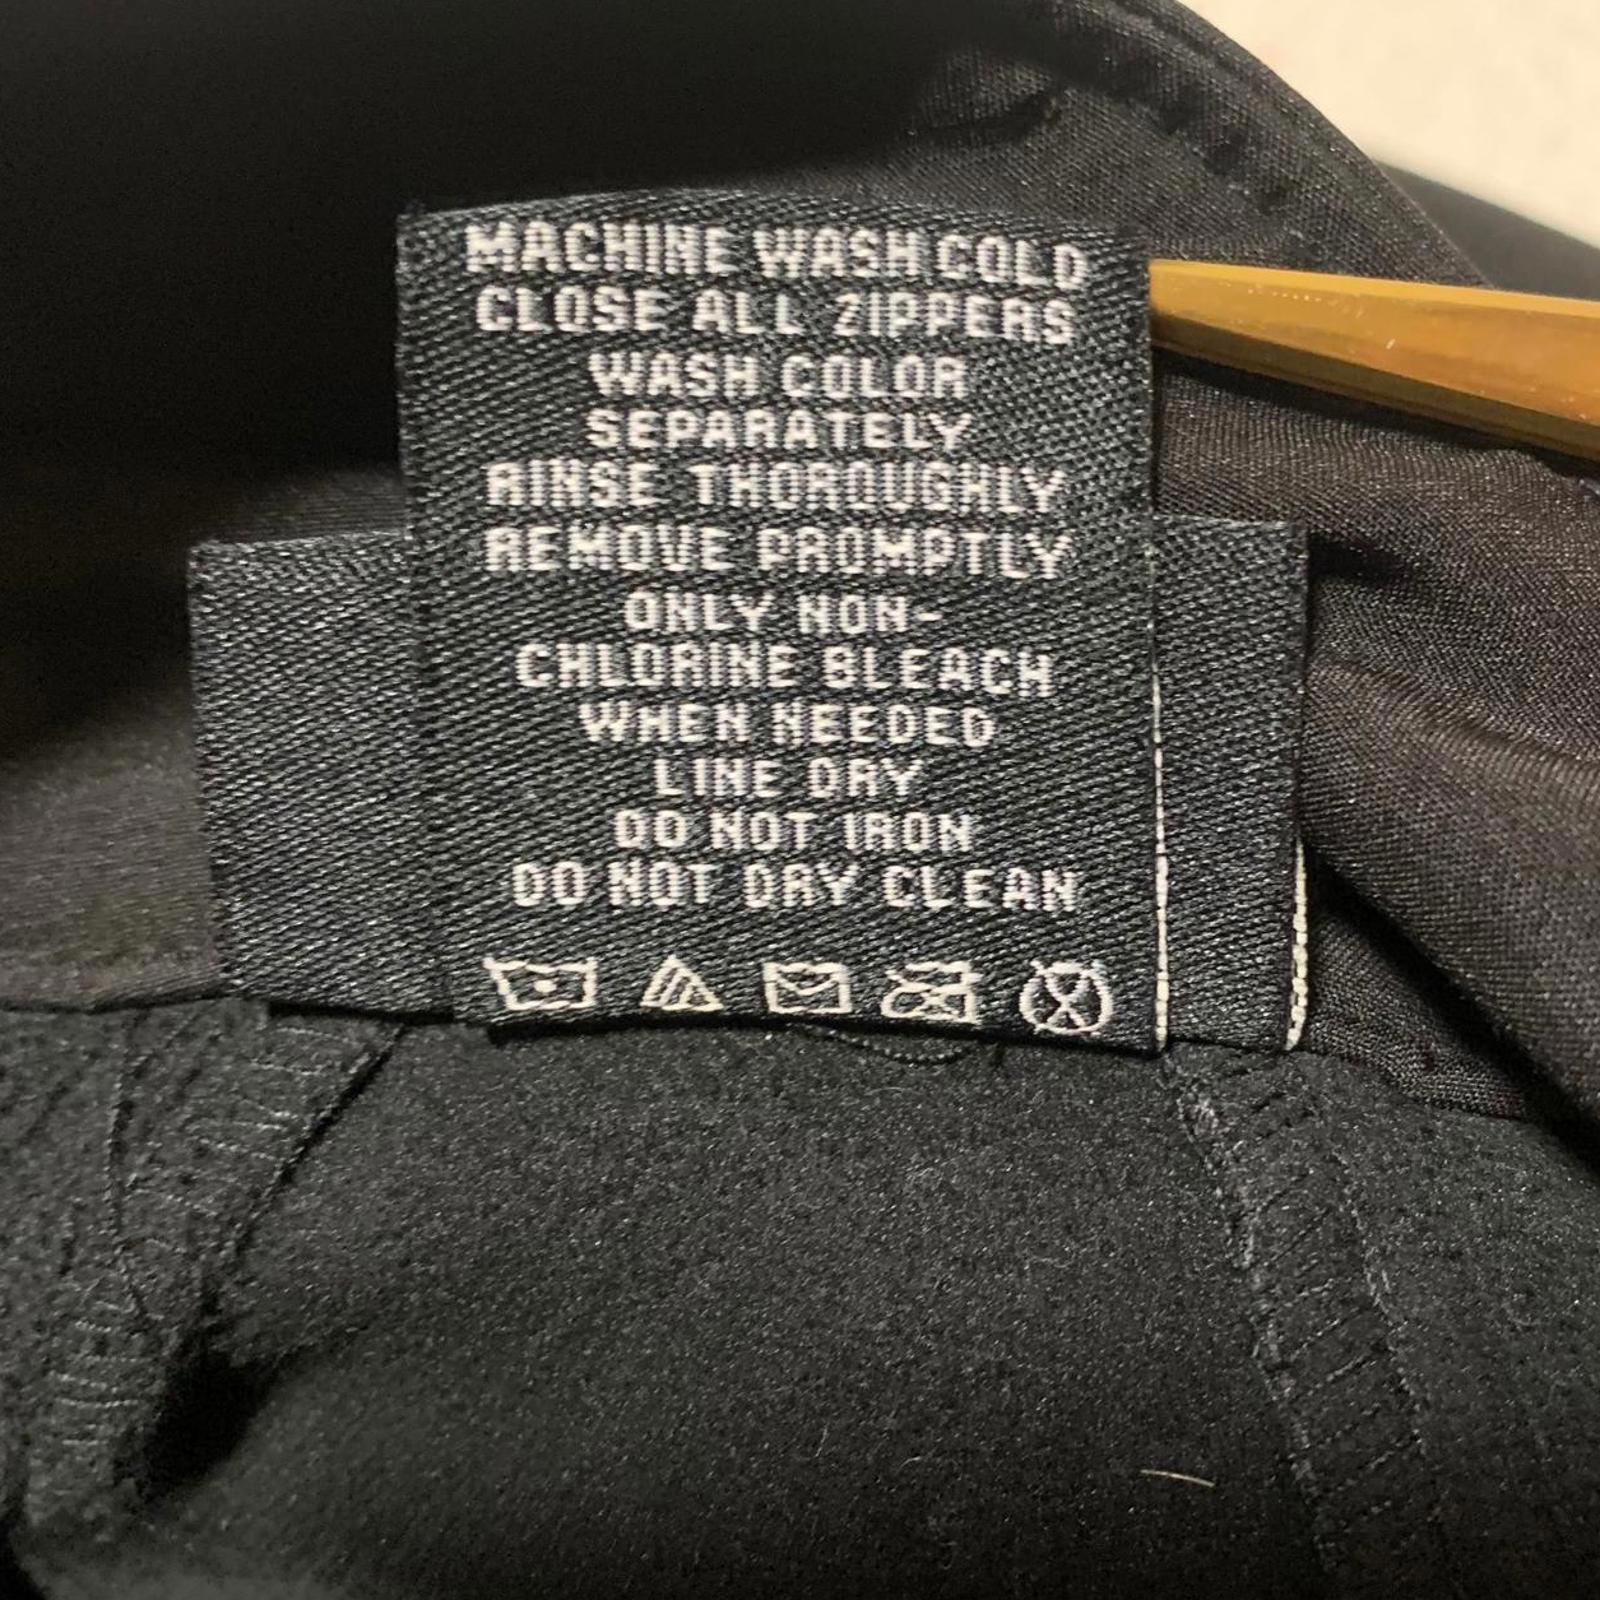 MACHINE WASH COLD
CLOSE ALL ZIPPERS
WASH COLOR
SEPARATELY
RINSE THOROUGHLY
REMOVE PROMPTLY
ONLY NON-
CHLORINE BLEACH
WHEN NEEDED
LINE DRY
DO NOT IRON
DO NOT DRY CLEAN